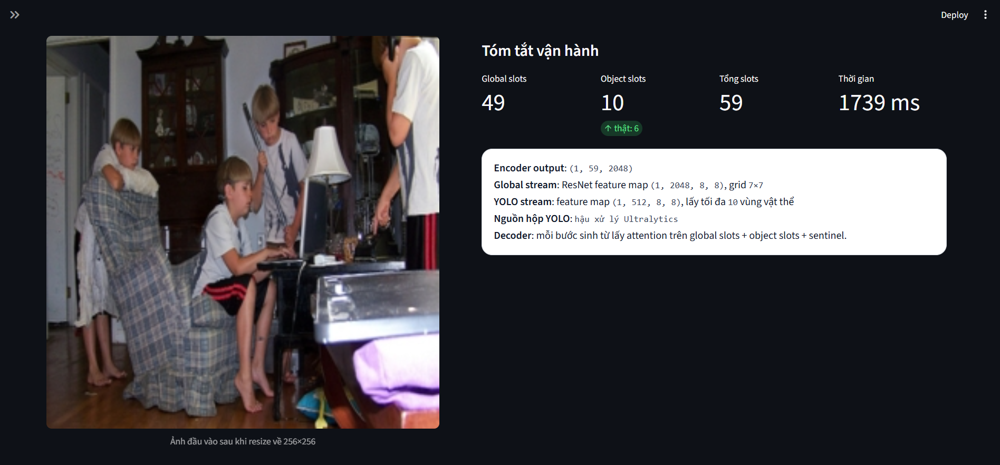 Deploy
Tóm tắt vận hành
Global slots
Object slots
Tổng slots
Thời gian
49
10
59
1739 ms
↑ thật: 6
Encoder output: (1, 59, 2048)
Global stream: ResNet feature map (1, 2048, 8, 8), grid 7×7
YOLO stream: feature map (1, 512, 8, 8), lấy tối đa 10 vùng vật thể
Nguồn hộp YOLO: hậu xử lý Ultralytics
Decoder: mỗi bước sinh từ lấy attention trên global slots + object slots + sentinel.
Ảnh đầu vào sau khi resize về 256×256